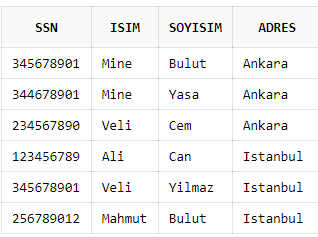 SSN ISIM SOYISIM ADRES
345678901 Mine Bulut Ankara
344678901 Mine Yasa Ankara
234567890 Veli Cem Ankara
123456789 Ali Can Istanbul
345678901 Veli Yilmaz Istanbul
256789012 Mahmut Bulut Istanbul